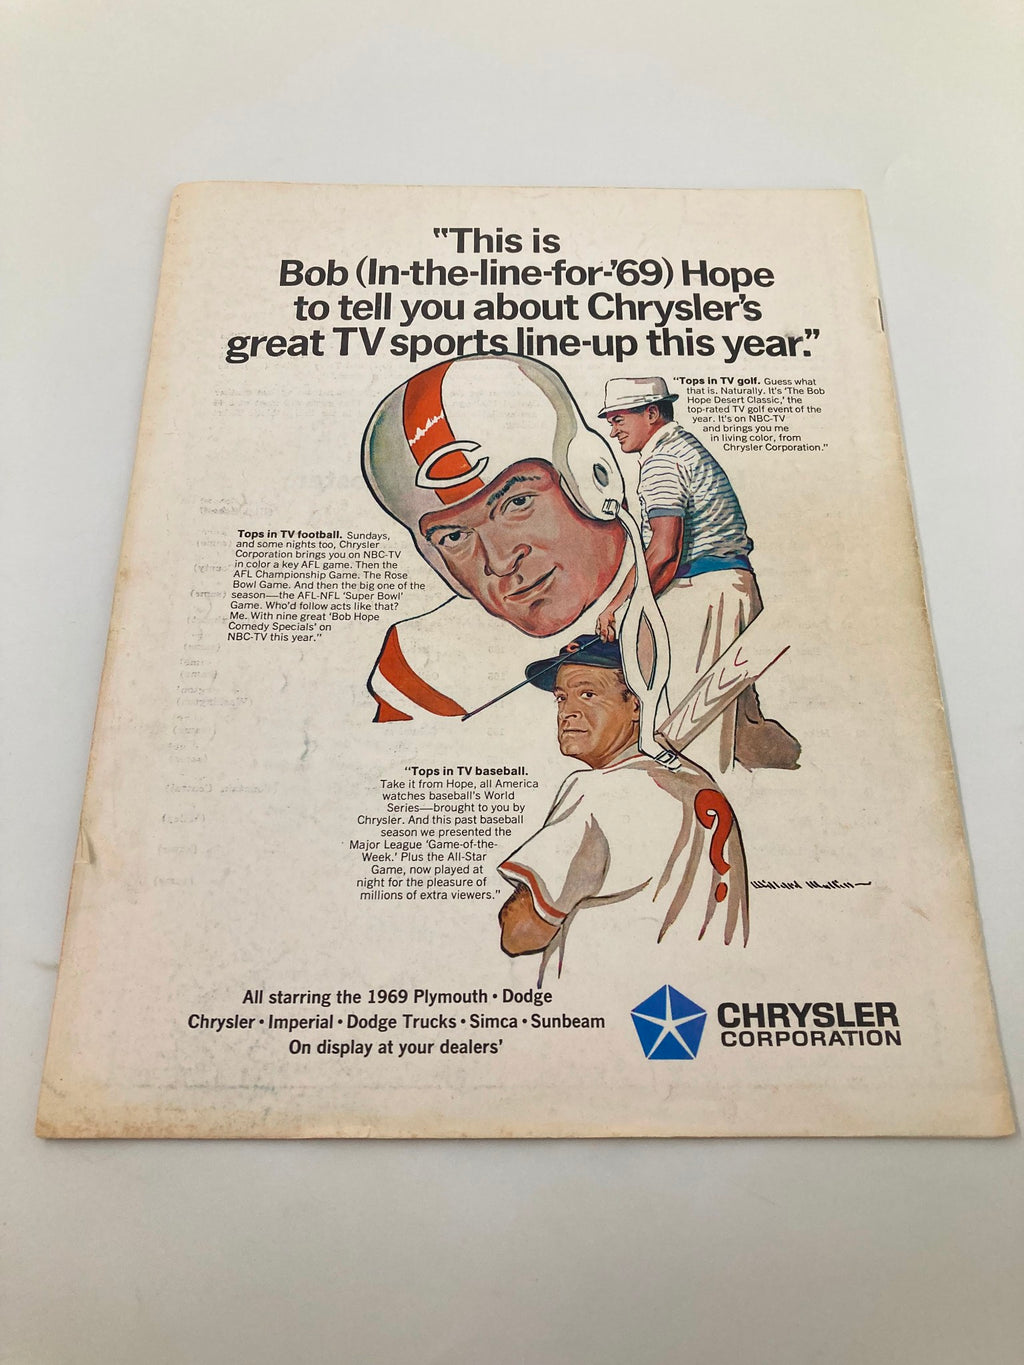 "This is
Bob (In-the-line-for-'69) Hope
to tell you about Chrysler's
great TV sports line-up this year."
"Tops in TV golf. Guess what
that is. Naturally. It's 'The Bob
Hope Desert Classic,' the
top-rated TV golf event of the
year. It's on NBC-TV
and brings you me
in living color, from
Chrysler Corporation."
C
Tops in TV football. Sundays,
and some nights too, Chrysler
Corporation brings you on NBC-TV
in color a key AFL game. Then the
AFL Championship Game. The Rose
Bowl Game. And then the big one of the
season—the AFL-NFL 'Super Bowl'
Game. Who'd follow acts like that?
Me. With nine great 'Bob Hope
Comedy Specials' on
NBC-TV this year."
C
"Tops in TV baseball.
Take it from Hope, all America
watches baseball's World
Series—brought to you by
Chrysler. And this past baseball
season we presented the
Major League 'Game-of-the-
Week.' Plus the All-Star
Game, now played at
night for the pleasure of
millions of extra viewers."
?
All starring the 1969 Plymouth • Dodge
Chrysler • Imperial • Dodge Trucks • Simca • Sunbeam
On display at your dealers'
CHRYSLER
CORPORATION